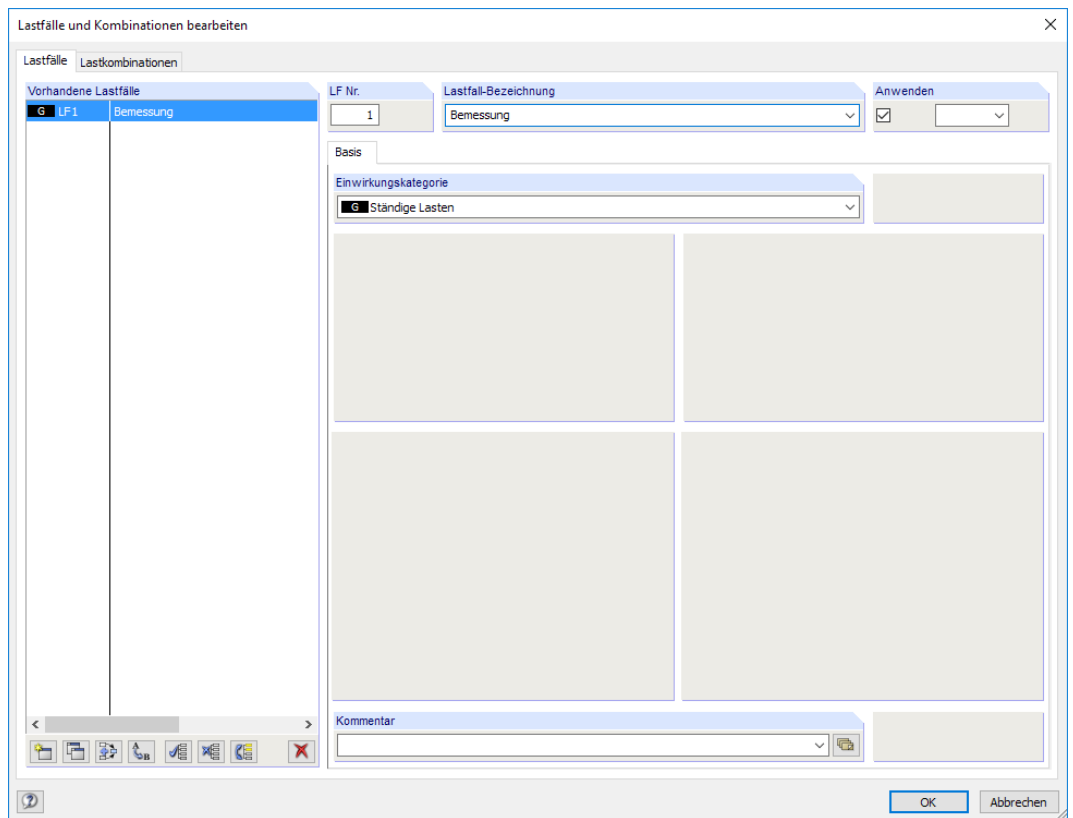 Lastfälle und Kombinationen bearbeiten
Lastfälle
Lastkombinationen
Vorhandene Lastfälle
G LF1 Bemessung
LF Nr.
1
Lastfall-Bezeichnung
Bemessung
Anwenden
Basis
Einwirkungskategorie
G Ständige Lasten
Kommentar
OK
Abbrechen